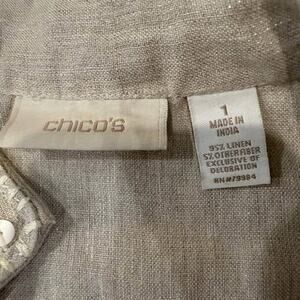 chico's
1
MADE IN
INDIA
95% LINEN
5% OTHER FIBER
EXCLUSIVE OF
DECORATION
RN#79984